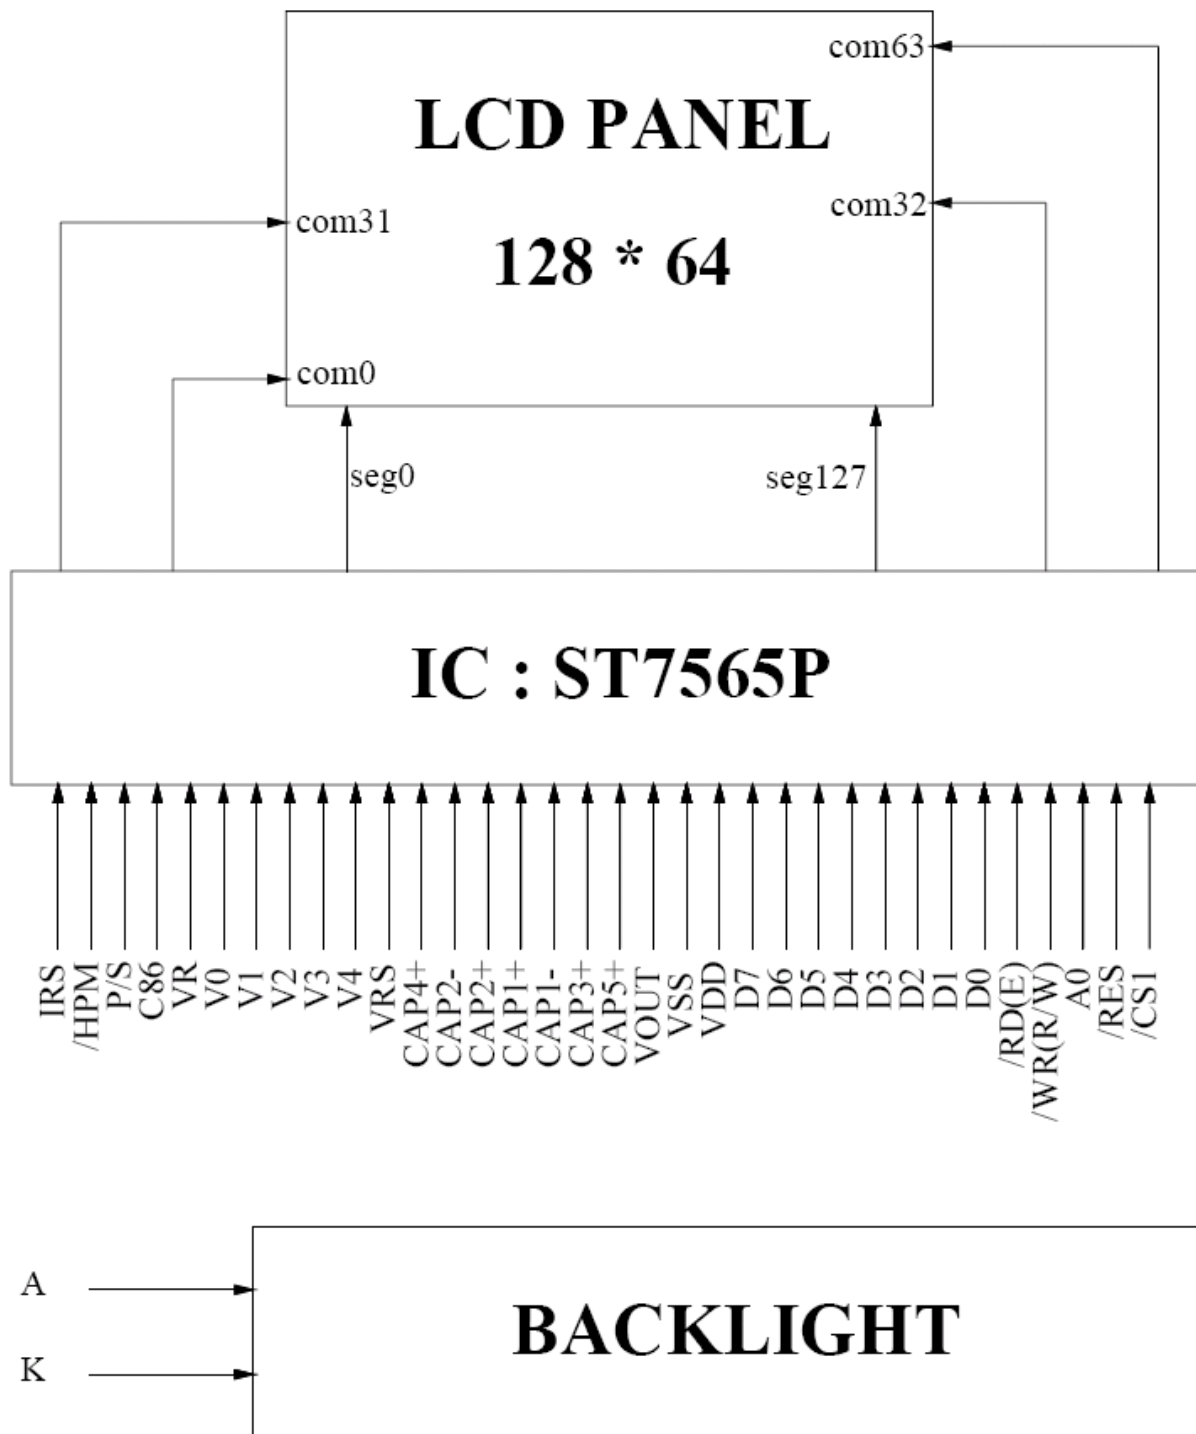 com63
LCD PANEL
com32
com31
128 * 64
com0
seg0
seg127
IC : ST7565P
IRS
/HPM
P/S
C86
VR
V0
V1
V2
V3
V4
VRS
CAP4+
CAP2-
CAP2+
CAP1+
CAP1-
CAP3+
CAP5+
VOUT
VSS
VDD
D7
D6
D5
D4
D3
D2
D1
D0
/RD(E)
/WR(R/W)
A0
/RES
/CS1
A
BACKLIGHT
K